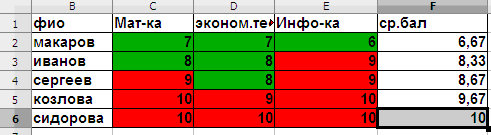 B C D E F
1 фио Мат-ка эконом.те Инфо-ка ср.бал
2 макаров 7 7 6 6,67
3 иванов 8 8 9 8,33
4 сергеев 9 8 9 8,67
5 козлова 10 9 10 9,67
6 сидорова 10 10 10 10